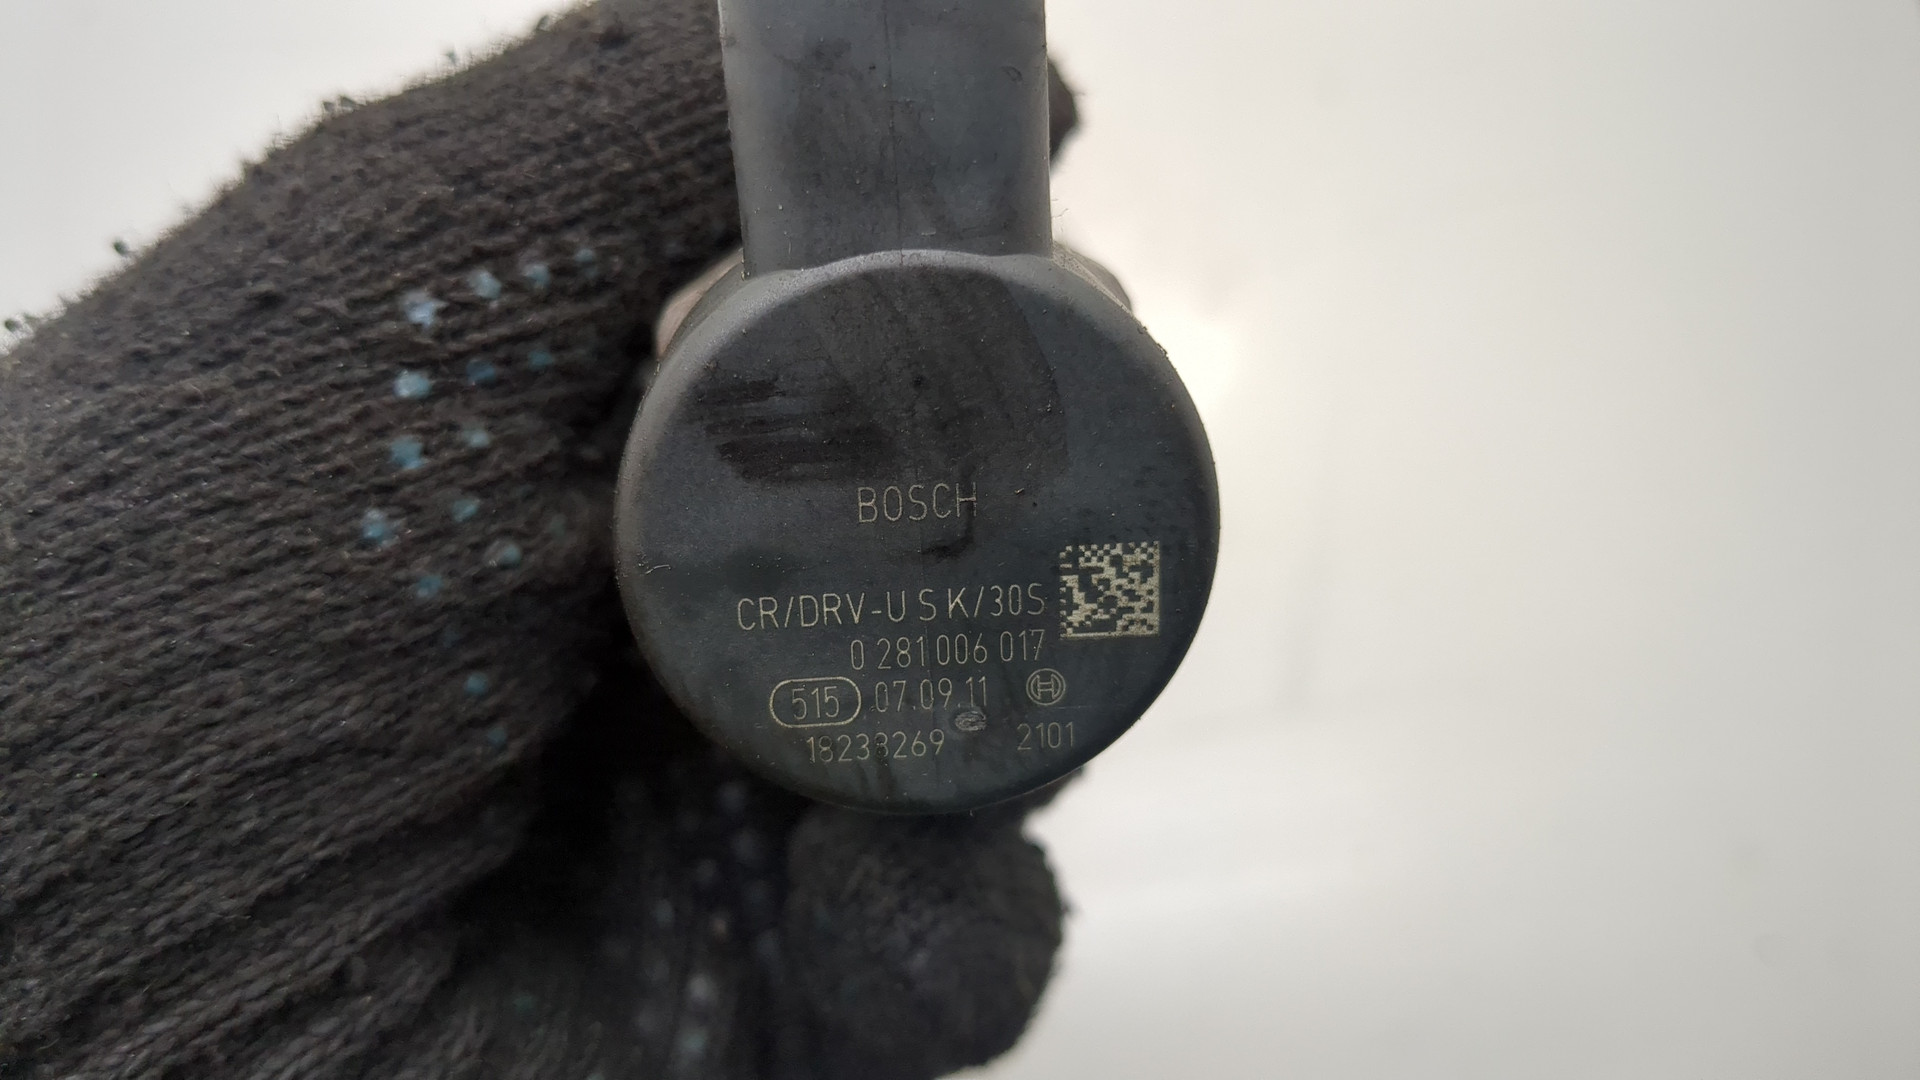 BOSCH
CR/DRV-U S K/30S
0 281 006 017
515 07.09.11
18238269 2101